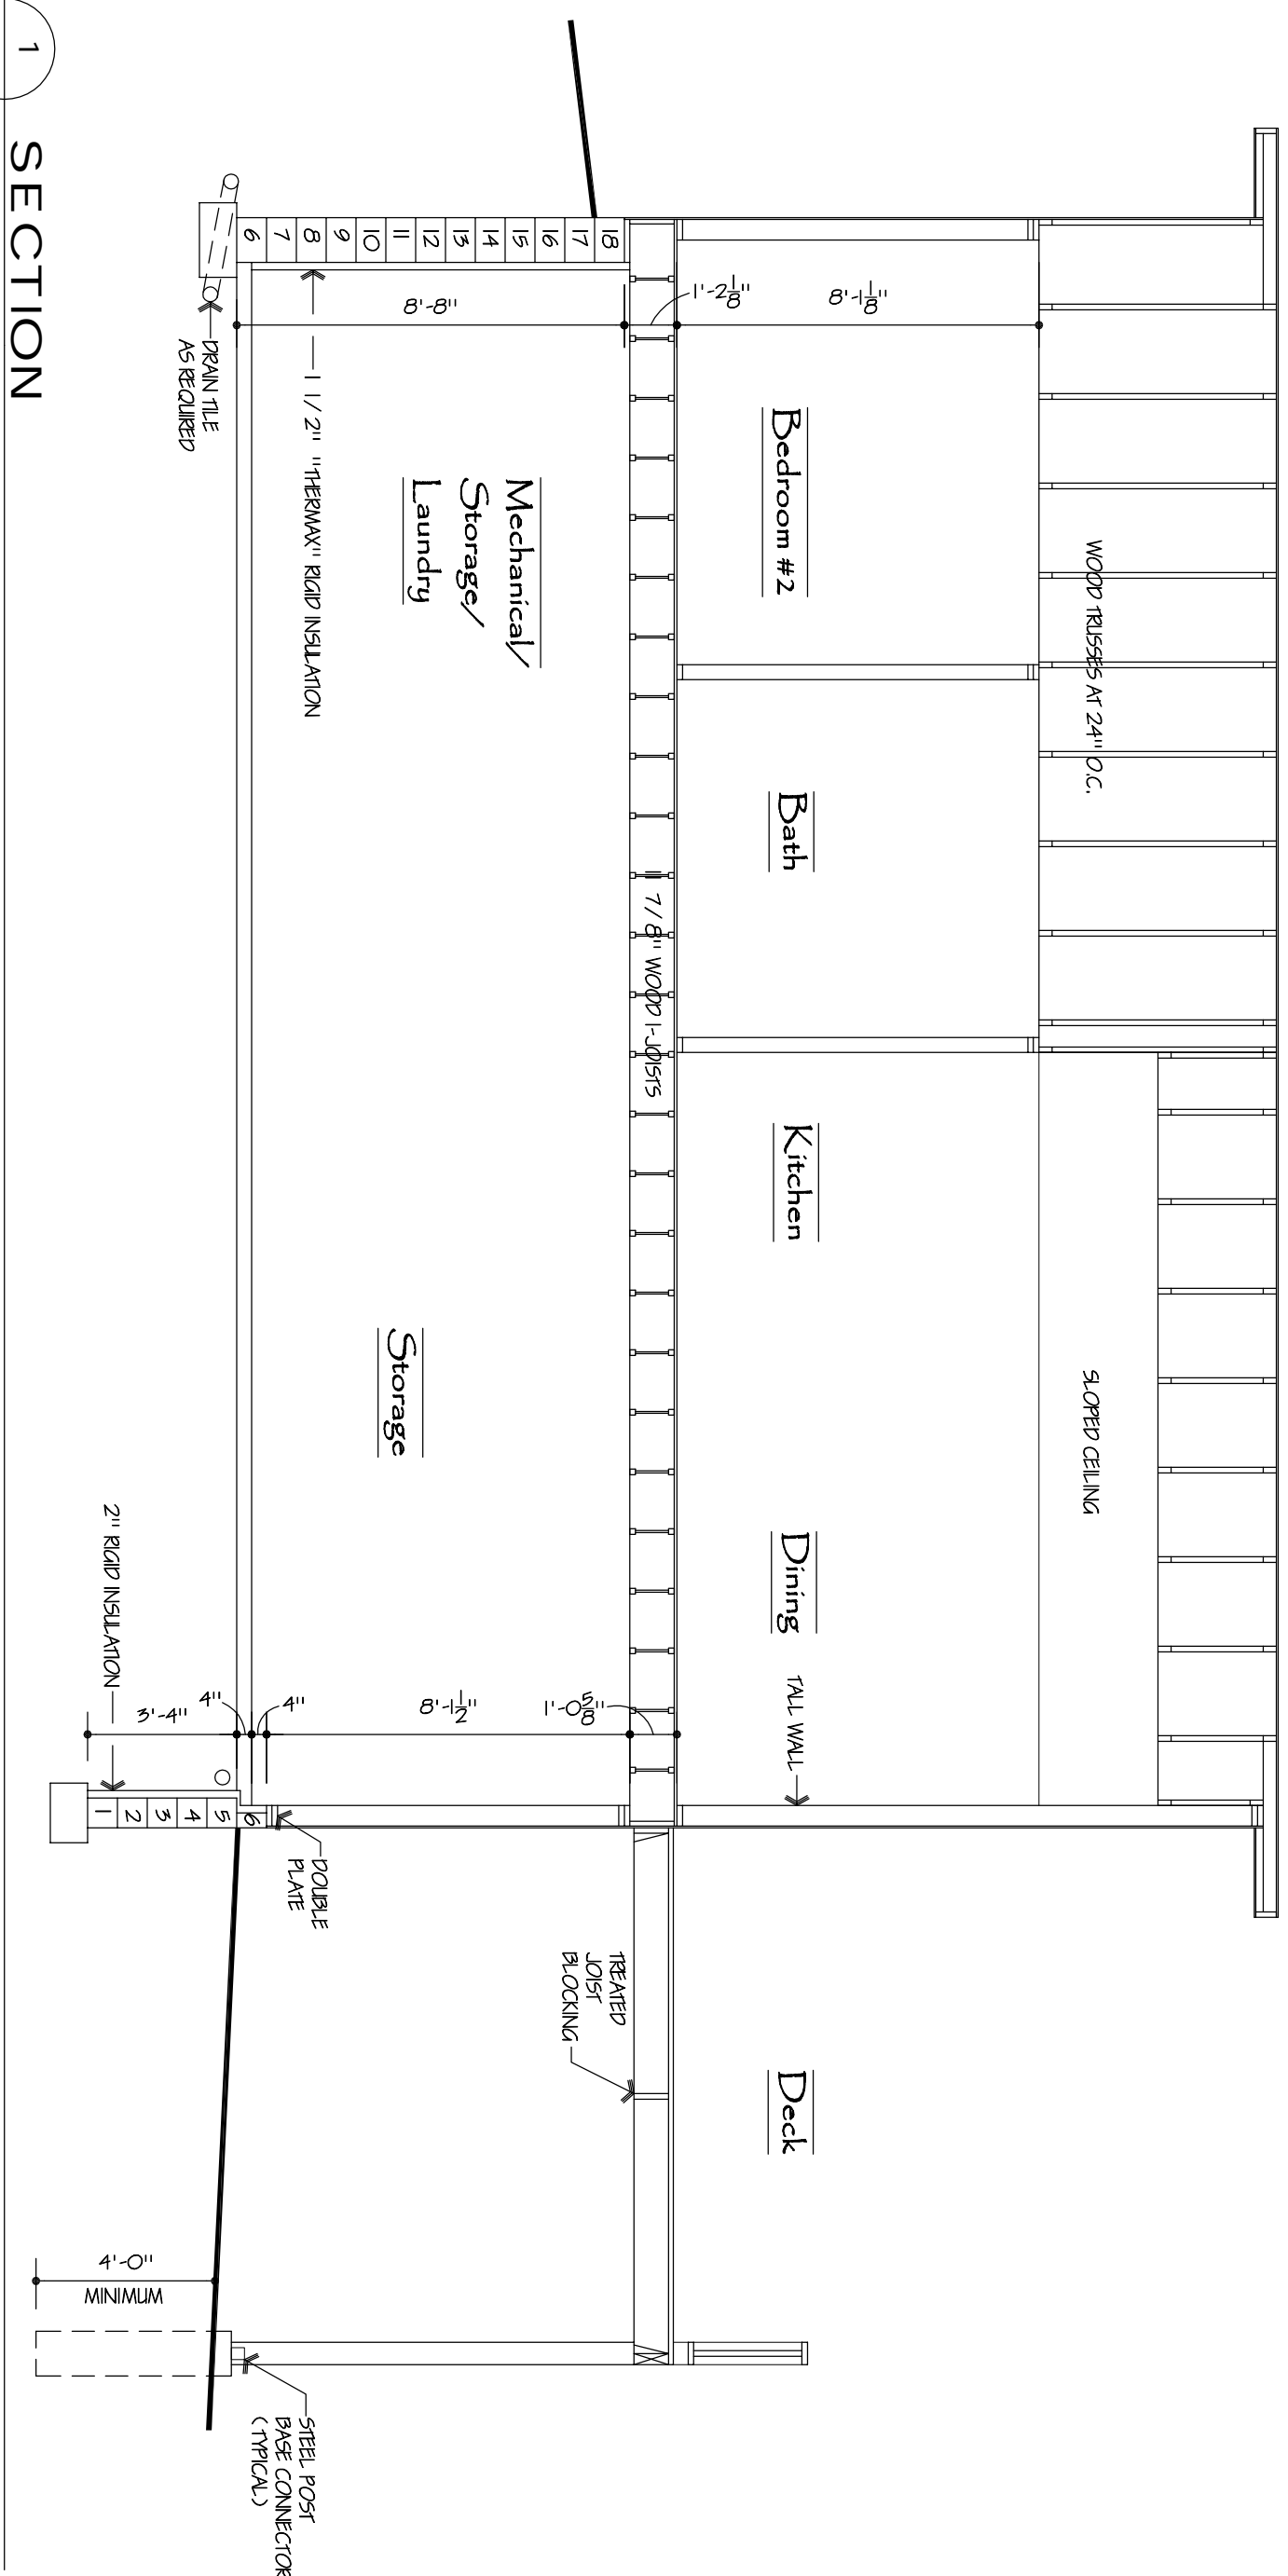 WOOD TRUSSES AT 24" O.C.
SLOPED CEILING
8'-1 1/8"
Bedroom #2
Bath
Kitchen
Dining
TALL WALL
Deck
1'-2 1/8"
11 7/8" WOOD I-JOISTS
1'-0 5/8"
TREATED
JOIST
BLOCKING
18
17
16
15
14
13
12
11
10
9
8
7
6
8'-8"
Mechanical/
Storage/
Laundry
Storage
8'-1 1/2"
1 1/2" "THERMAX" RIGID INSULATION
4"
4"
DOUBLE
PLATE
DRAIN TILE
AS REQUIRED
3'-4"
2" RIGID INSULATION
6
5
4
3
2
1
4'-0"
MINIMUM
STEEL POST
BASE CONNECTOR
(TYPICAL)
1
SECTION